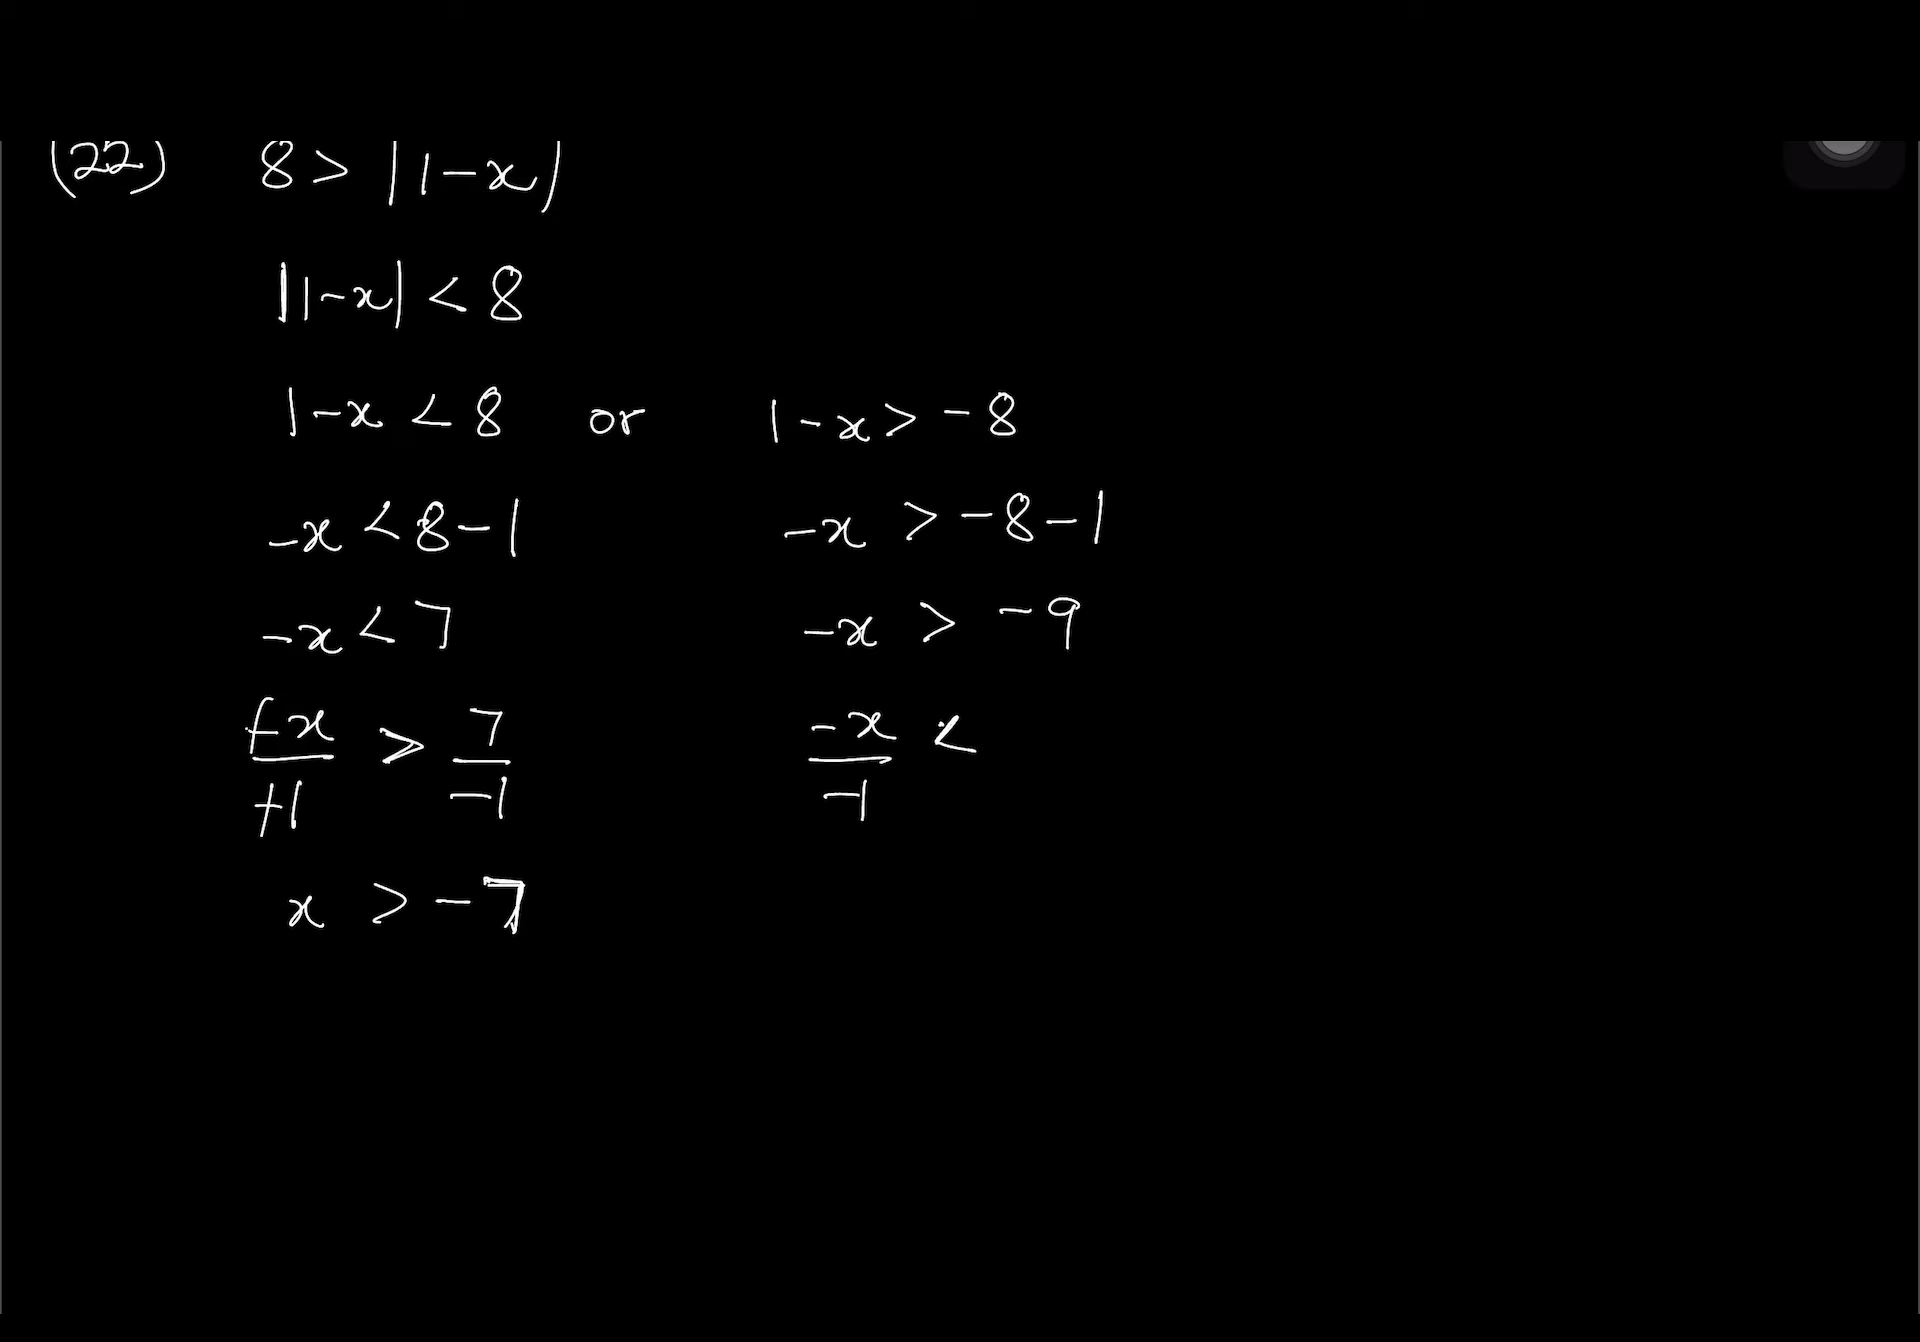 (22) 8 > |1-x|
|1-x| < 8
1-x < 8 or 1-x > -8
-x < 8-1 -x > -8-1
-x < 7 -x > -9
-x/-1 > 7/-1 -x/-1 <
x > -7